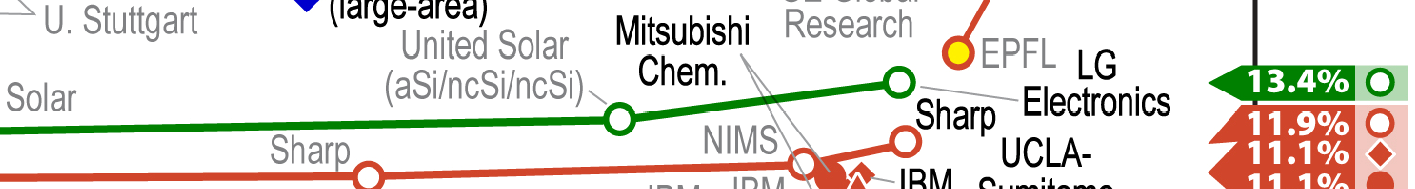 (large-area)
U. Stuttgart
United Solar
(aSi/ncSi/ncSi)
Mitsubishi
Chem.
Research
EPFL
LG
Electronics
13.4%
Solar
Sharp
11.9%
NIMS
Sharp
UCLA-
11.1%
IBM
11.1%